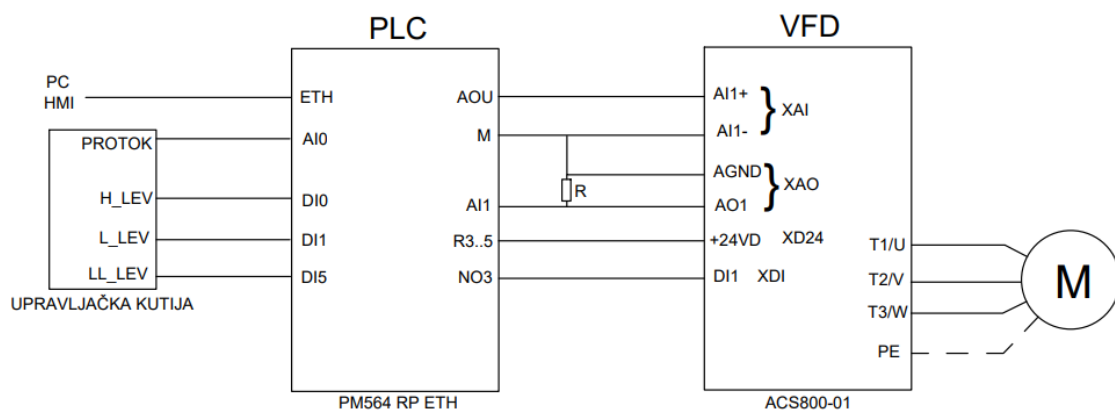 PLC
VFD
PC
HMI
PROTOK
H_LEV
L_LEV
LL_LEV
UPRAVLJAČKA KUTIJA
ETH
AI0
DI0
DI1
DI5
AOU
M
AI1
R3..5
NO3
PM564 RP ETH
R
AI1+
AI1-
} XAI
AGND
AO1
} XAO
+24VD XD24
DI1 XDI
T1/U
T2/V
T3/W
PE
ACS800-01
M